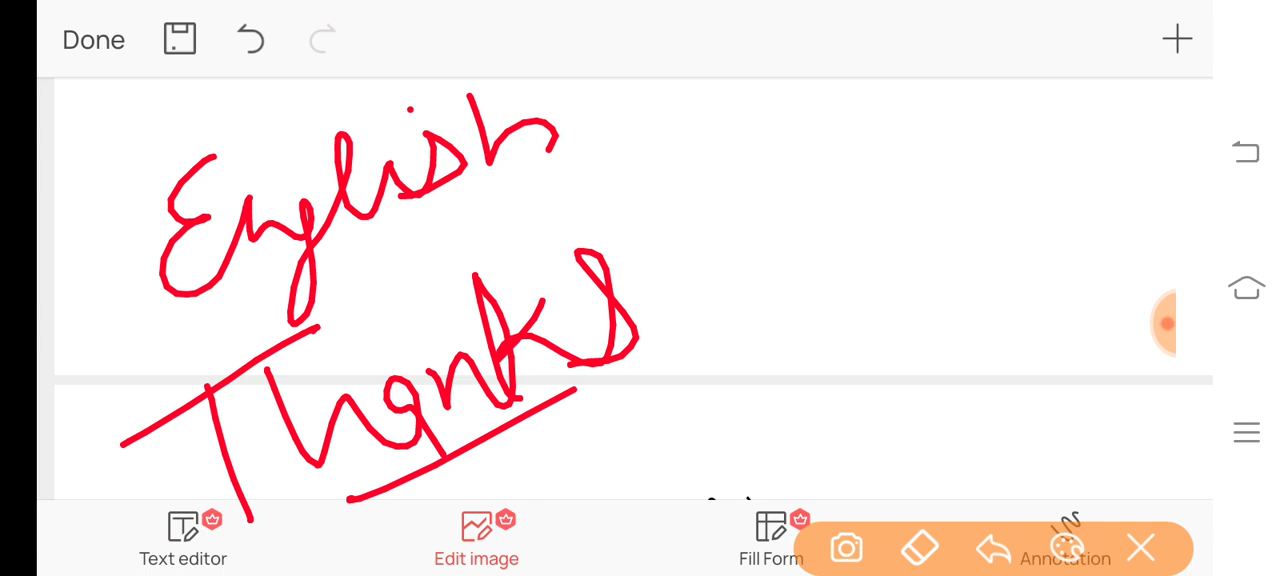 Done
English
Thanks
Text editor
Edit image
Fill Form
Annotation